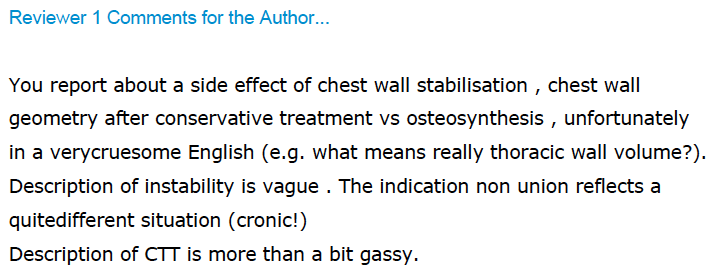 Reviewer 1 Comments for the Author...
You report about a side effect of chest wall stabilisation , chest wall
geometry after conservative treatment vs osteosynthesis , unfortunately
in a verycruesome English (e.g. what means really thoracic wall volume?).
Description of instability is vague . The indication non union reflects a
quitedifferent situation (cronic!)
Description of CTT is more than a bit gassy.